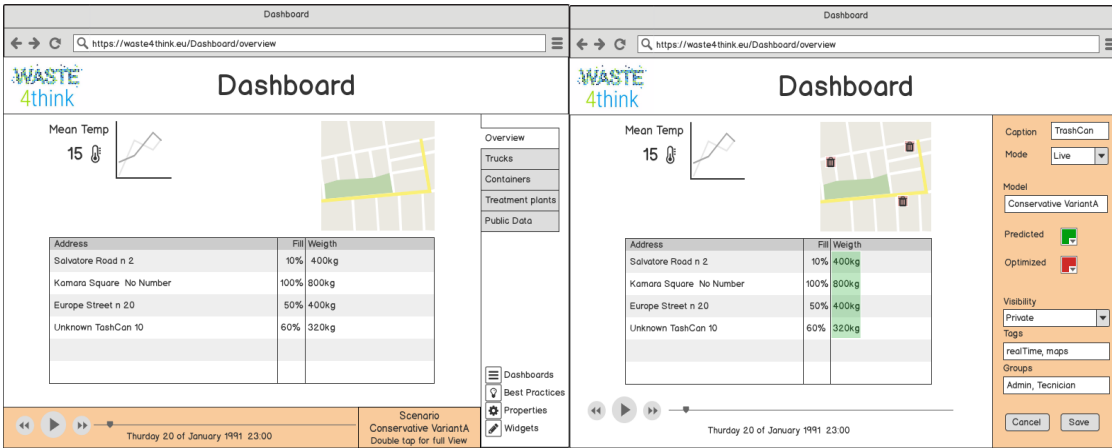 Dashboard
https://waste4think.eu/Dashboard/overview
WASTE
4think
Dashboard
Mean Temp
15
Overview
Trucks
Containers
Treatment plants
Public Data
Address Fill Weigth
Salvatore Road n 2 10% 400kg
Kamara Square No Number 100% 800kg
Europe Street n 20 50% 400kg
Unknown TashCan 10 60% 320kg
Dashboards
Best Practices
Properties
Widgets
Thurday 20 of January 1991 23:00
Scenario
Conservative VariantA
Double tap for full View
Dashboard
https://waste4think.eu/Dashboard/overview
WASTE
4think
Dashboard
Mean Temp
15
Address Fill Weigth
Salvatore Road n 2 10% 400kg
Kamara Square No Number 100% 800kg
Europe Street n 20 50% 400kg
Unknown TashCan 10 60% 320kg
Thurday 20 of January 1991 23:00
Caption TrashCan
Mode Live
Model
Conservative VariantA
Predicted
Optimized
Visibility
Private
Tags
realTime, maps
Groups
Admin, Tecnician
Cancel Save